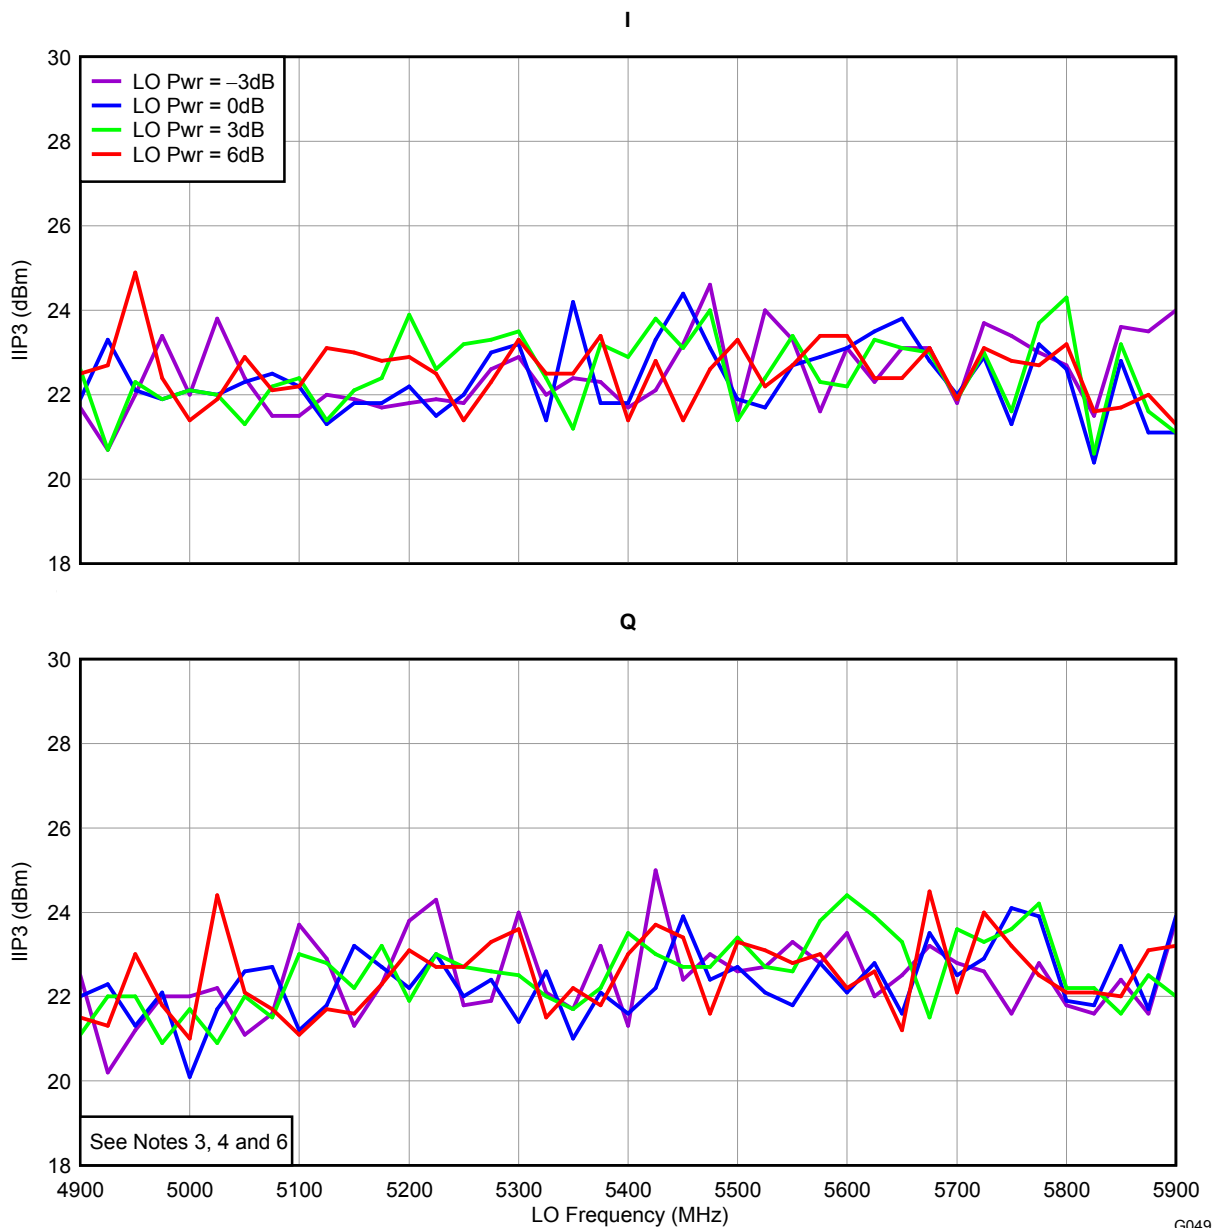 I
30
28
26
24
22
20
18
IIP3 (dBm)
LO Pwr = –3dB
LO Pwr = 0dB
LO Pwr = 3dB
LO Pwr = 6dB
Q
30
28
26
24
22
20
18
IIP3 (dBm)
See Notes 3, 4 and 6
4900 5000 5100 5200 5300 5400 5500 5600 5700 5800 5900
LO Frequency (MHz)
G049